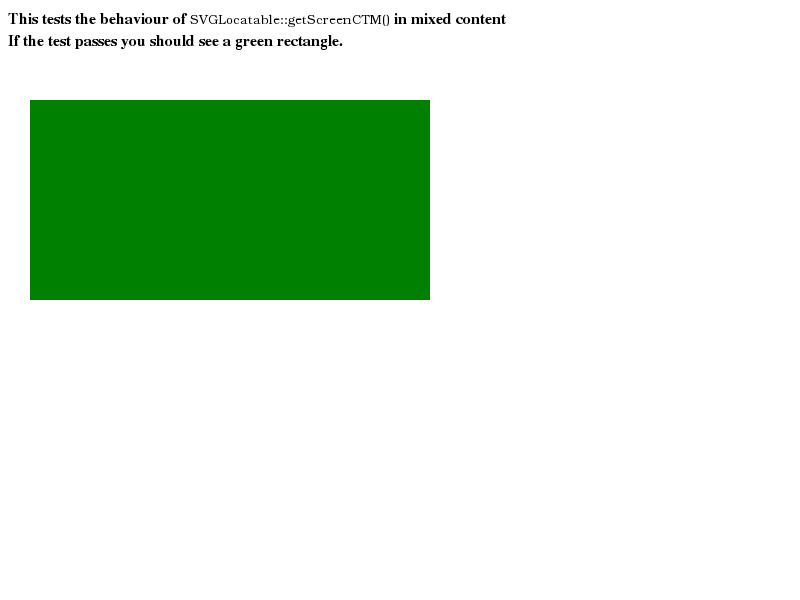 This tests the behaviour of SVGLocatable::getScreenCTM() in mixed content
If the test passes you should see a green rectangle.